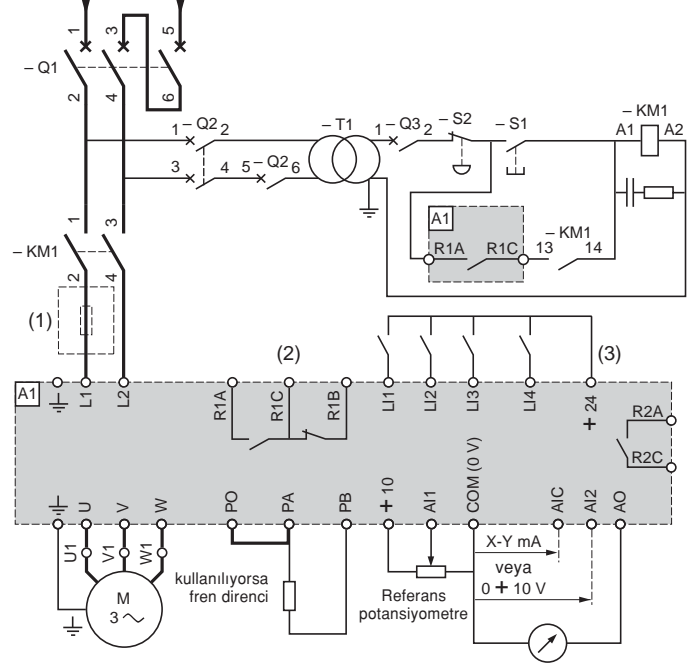 1 3 5
– Q1
2 4 6
1 – Q2 2
– T1
1 – Q3 2
– S2
– S1
– KM1
A1 A2
3 4 5 – Q2 6
A1
R1A R1C
13 – KM1 14
1 3
– KM1
2 4
(1)
(2)
(3)
A1
L1 L2 R1A R1C R1B LI1 LI2 LI3 LI4 + 24
R2A
R2C
U V W PO PA PB + 10 AI1 COM (0 V) AIC AI2 AO
U1 V1 W1
M
3
kullanılıyorsa
fren direnci
Referans
potansiyometre
X-Y mA
veya
0 + 10 V